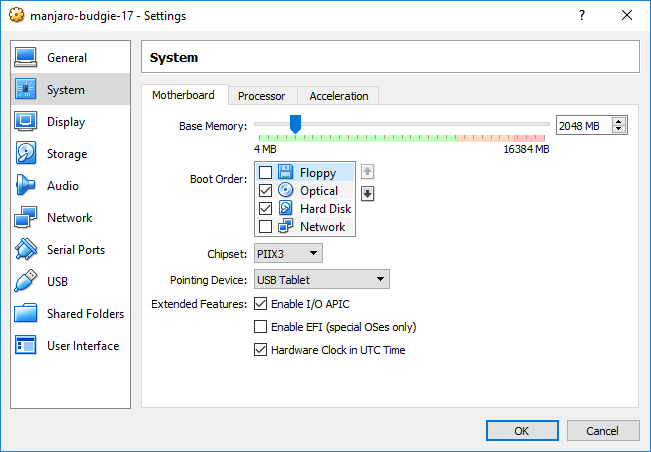 manjaro-budgie-17 - Settings
General
System
Display
Storage
Audio
Network
Serial Ports
USB
Shared Folders
User Interface
System
Motherboard Processor Acceleration
Base Memory: 2048 MB
4 MB 16384 MB
Boot Order: Floppy
Optical
Hard Disk
Network
Chipset: PIIX3
Pointing Device: USB Tablet
Extended Features: Enable I/O APIC
Enable EFI (special OSes only)
Hardware Clock in UTC Time
OK Cancel